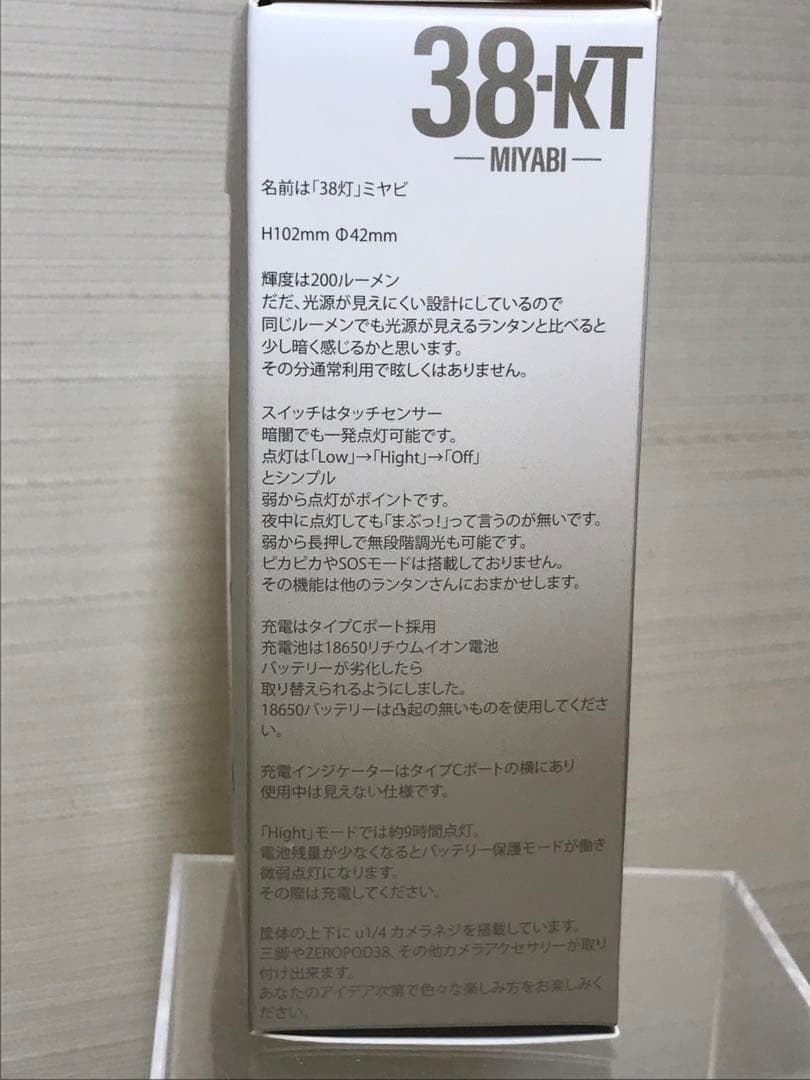 38-KT
MIYABI
名前は「38灯」ミヤビ
H102mm Φ42mm
輝度は200ルーメン
だだ、光源が見えにくい設計にしているので
同じルーメンでも光源が見えるランタンと比べると
少し暗く感じるかと思います。
その分通常利用で眩しくはありません。
スイッチはタッチセンサー
暗闇でも一発点灯可能です。
点灯は「Low」→「Hight」→「Off」
とシンプル
弱から点灯がポイントです。
夜中に点灯しても「まぶっ!」って言うのが無いです。
弱から長押しで無段階調光も可能です。
ピカピカやSOSモードは搭載しておりません。
その機能は他のランタンさんにおまかせします。
充電はタイプCポート採用
充電池は18650リチウムイオン電池
バッテリーが劣化したら
取り替えられるようにしました。
18650バッテリーは凸起の無いものを使用してくださ
い。
充電インジケーターはタイプCポートの横にあり
使用中は見えない仕様です。
「Hight」モードでは約9時間点灯。
電池残量が少なくなるとバッテリー保護モードが働き
微弱点灯になります。
その際は充電してください。
筐体の上下に u1/4 カメラネジを搭載しています。
三脚やZEROPOD38、その他カメラアクセサリーが取り
付け出来ます。
あなたのアイデア次第で色々な楽しみ方をお楽しみく
ださい。